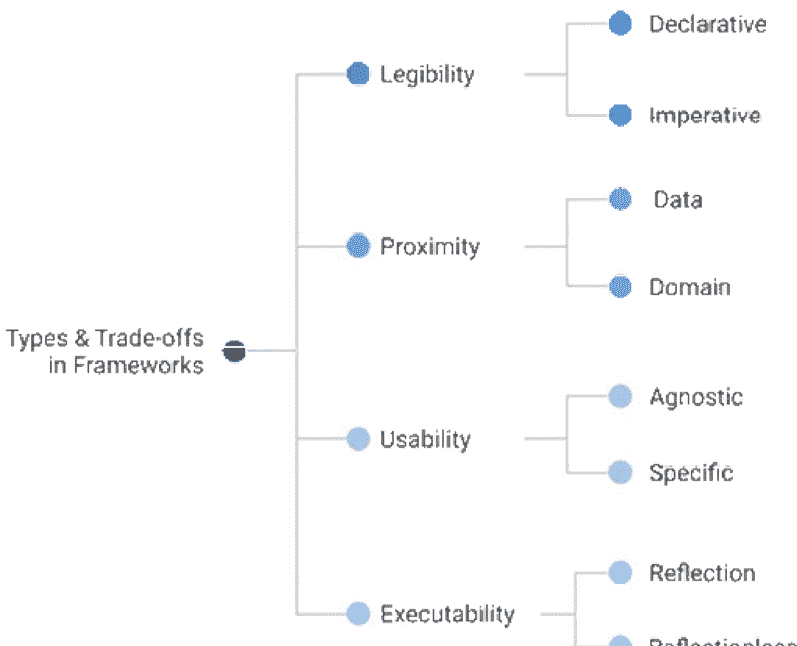 Types & Trade-offs
in Frameworks
Legibility
Declarative
Imperative
Proximity
Data
Domain
Usability
Agnostic
Specific
Executability
Reflection